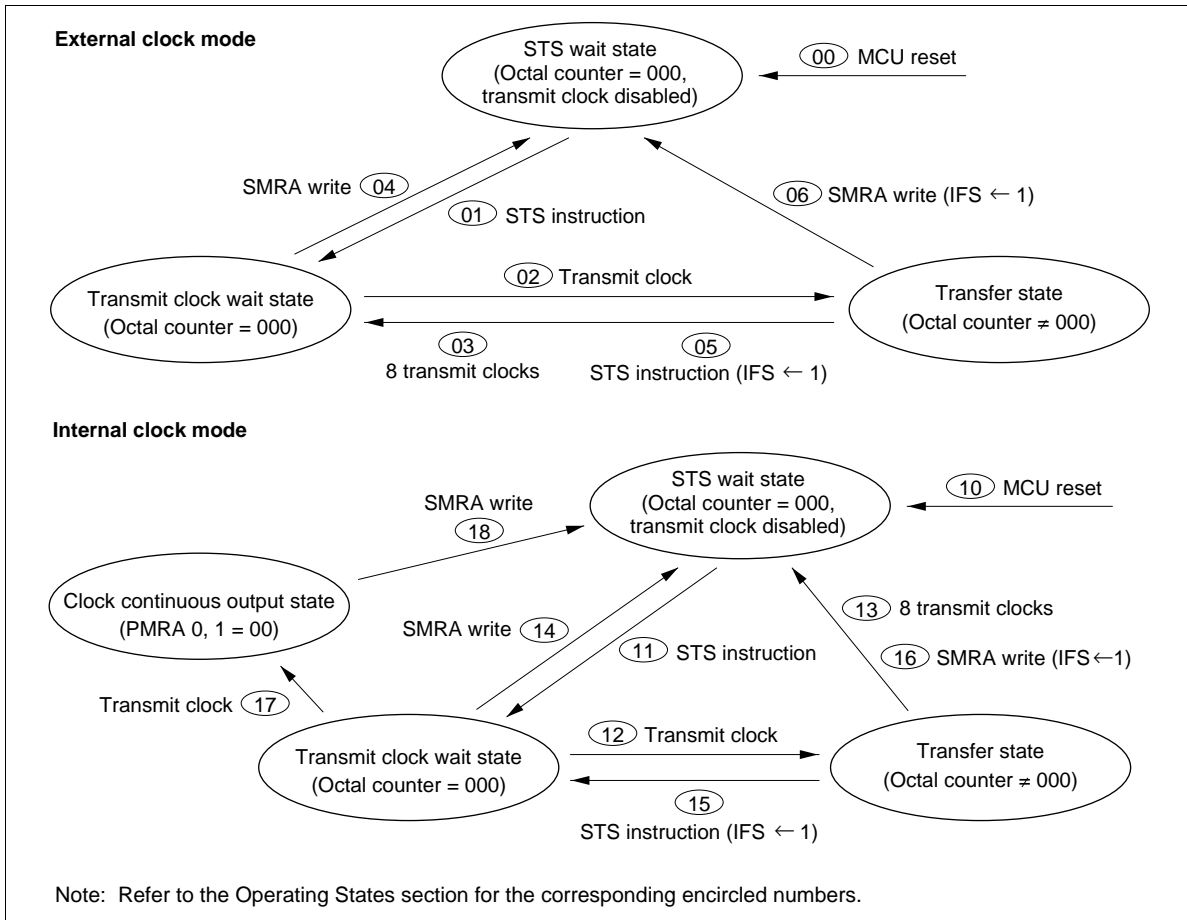 External clock mode
STS wait state
(Octal counter = 000,
transmit clock disabled)
00 MCU reset
SMRA write 04
01 STS instruction
06 SMRA write (IFS ← 1)
Transmit clock wait state
(Octal counter = 000)
02 Transmit clock
Transfer state
(Octal counter ≠ 000)
03
8 transmit clocks
05
STS instruction (IFS ← 1)
Internal clock mode
STS wait state
(Octal counter = 000,
transmit clock disabled)
10 MCU reset
SMRA write
18
Clock continuous output state
(PMRA 0, 1 = 00)
SMRA write 14
11 STS instruction
13 8 transmit clocks
16 SMRA write (IFS←1)
Transmit clock 17
Transmit clock wait state
(Octal counter = 000)
12 Transmit clock
Transfer state
(Octal counter ≠ 000)
15
STS instruction (IFS ← 1)
Note: Refer to the Operating States section for the corresponding encircled numbers.